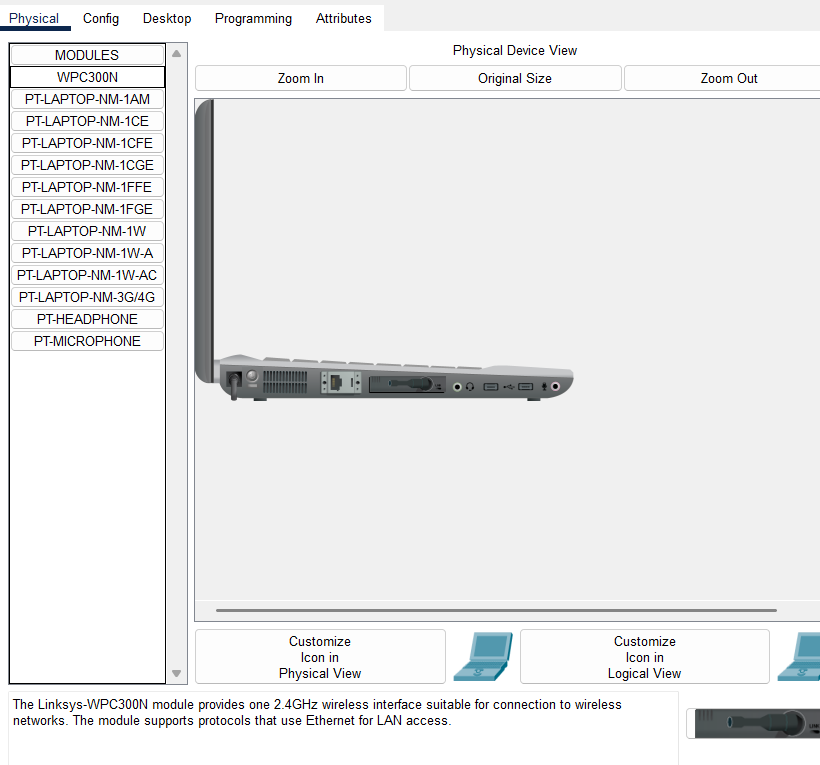 Physical Config Desktop Programming Attributes
MODULES
WPC300N
PT-LAPTOP-NM-1AM
PT-LAPTOP-NM-1CE
PT-LAPTOP-NM-1CFE
PT-LAPTOP-NM-1CGE
PT-LAPTOP-NM-1FFE
PT-LAPTOP-NM-1FGE
PT-LAPTOP-NM-1W
PT-LAPTOP-NM-1W-A
PT-LAPTOP-NM-1W-AC
PT-LAPTOP-NM-3G/4G
PT-HEADPHONE
PT-MICROPHONE
Physical Device View
Zoom In Original Size Zoom Out
Customize
Icon in
Physical View
Customize
Icon in
Logical View
The Linksys-WPC300N module provides one 2.4GHz wireless interface suitable for connection to wireless
networks. The module supports protocols that use Ethernet for LAN access.